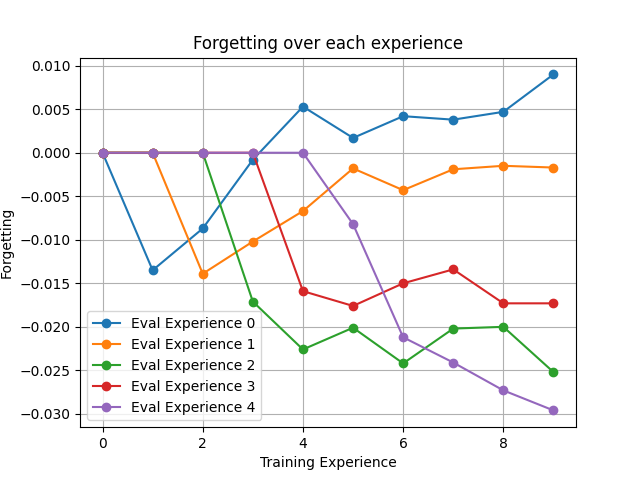 Forgetting over each experience
0.010
0.005
0.000
−0.005
−0.010
−0.015
−0.020
−0.025
−0.030
Forgetting
Eval Experience 0
Eval Experience 1
Eval Experience 2
Eval Experience 3
Eval Experience 4
0 2 4 6 8
Training Experience